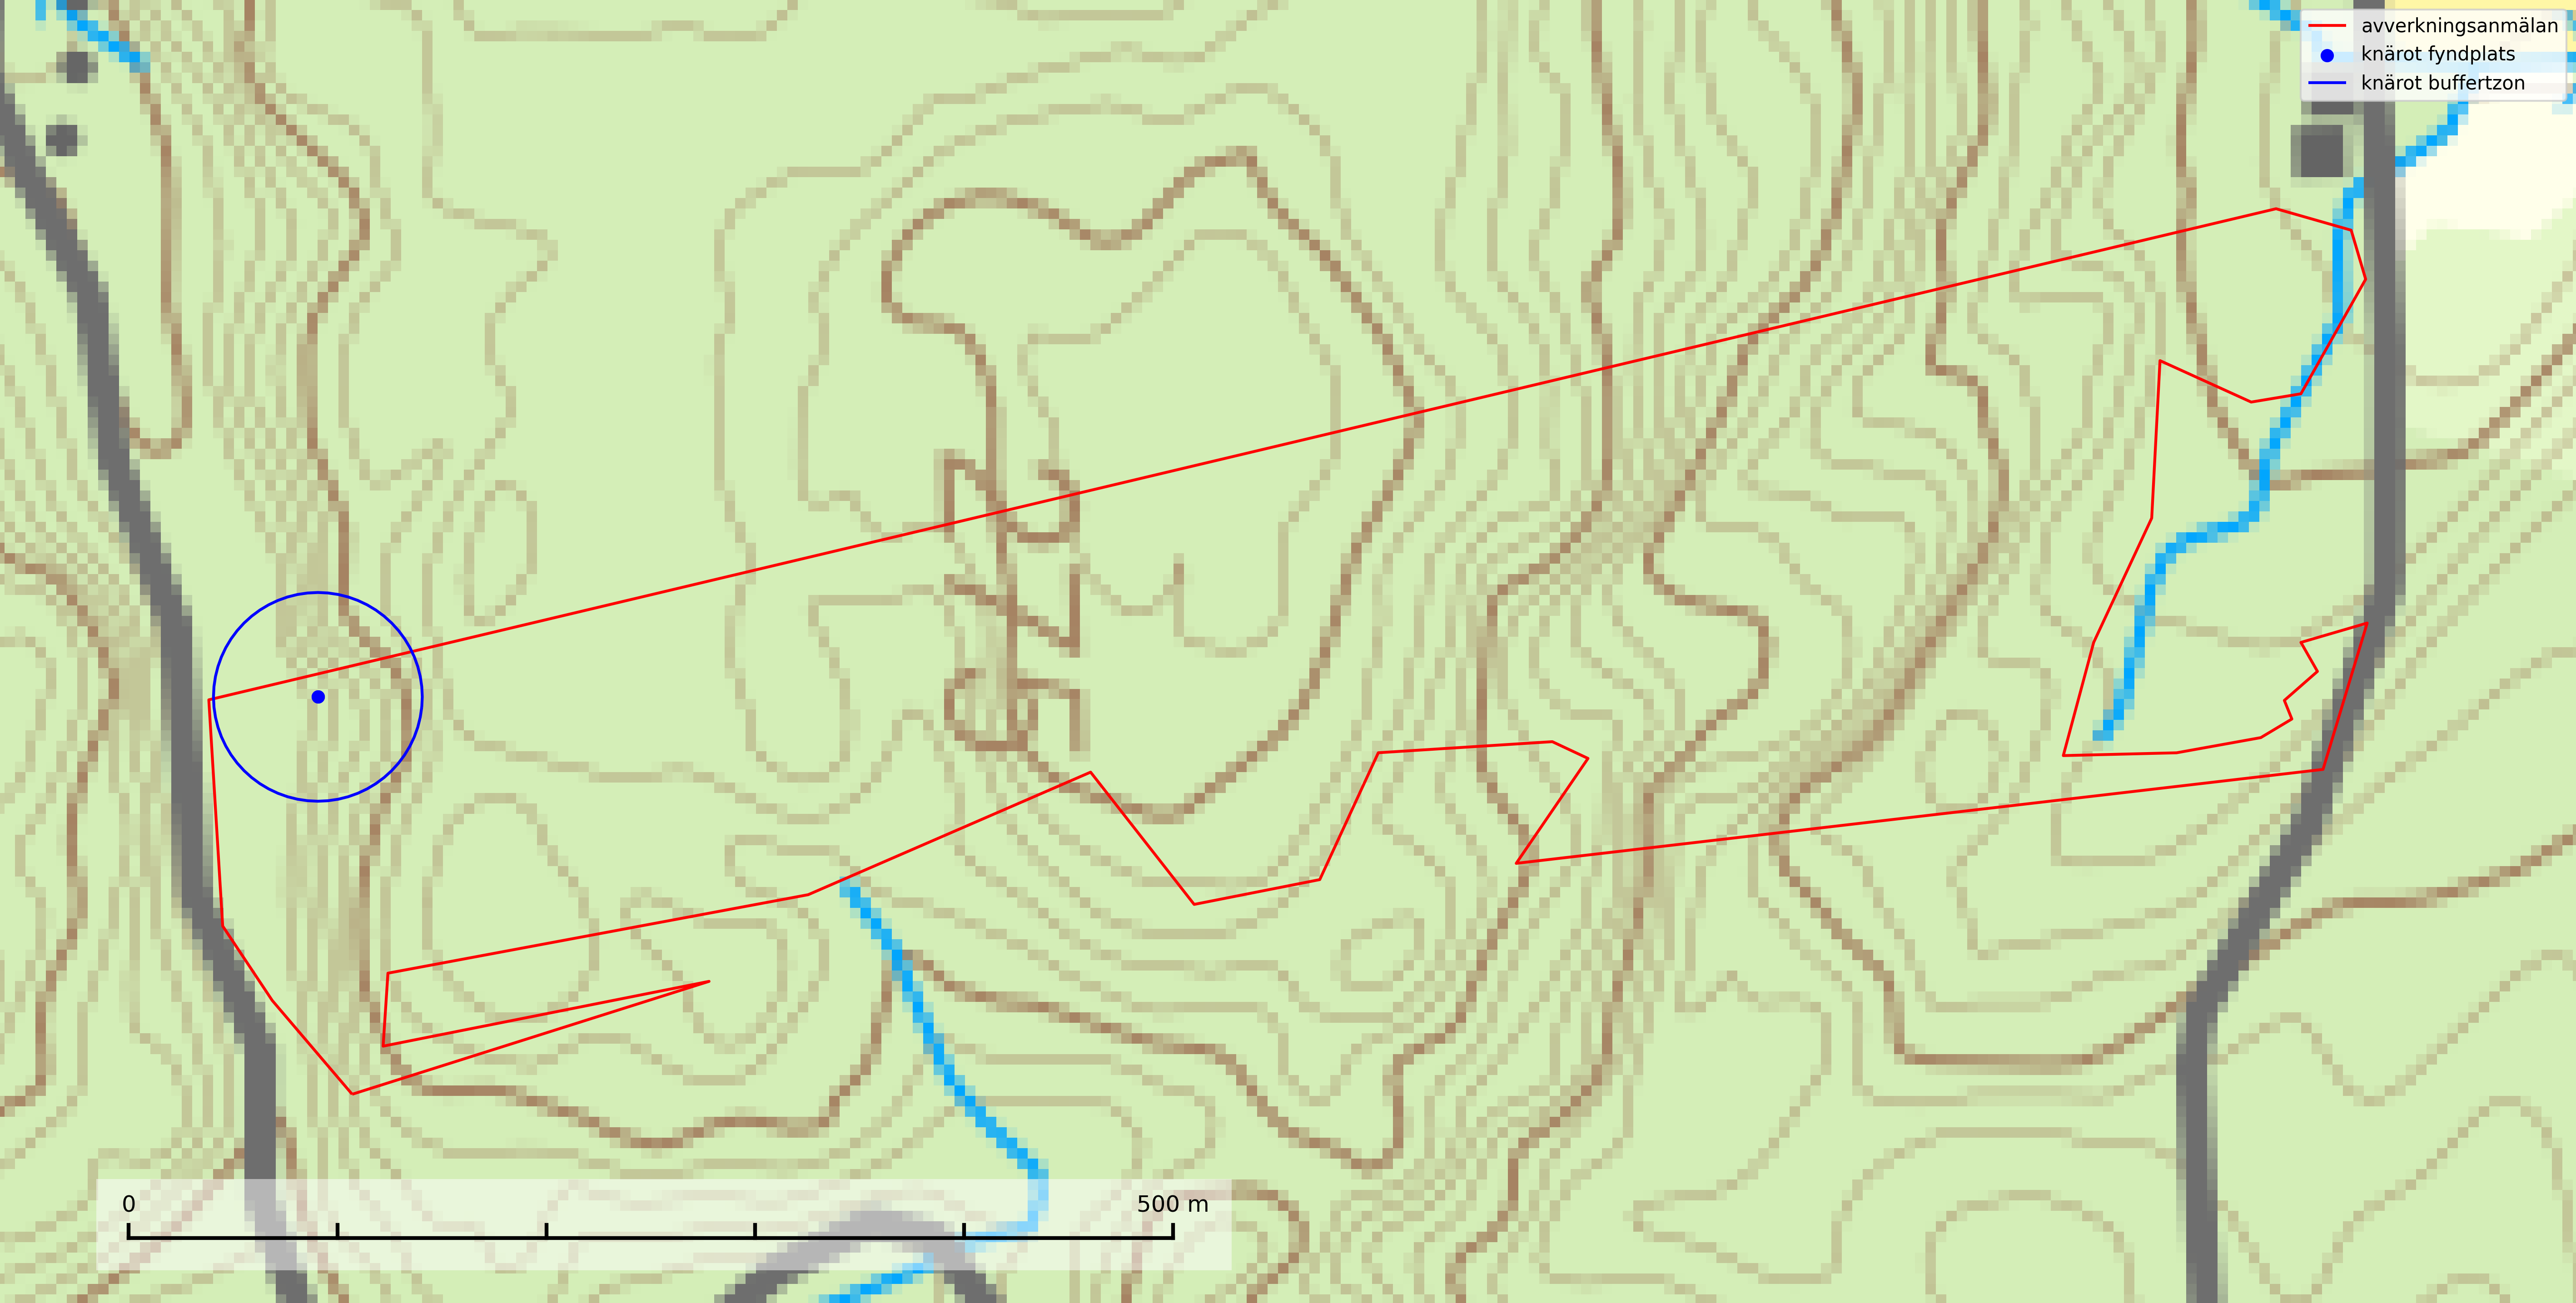 avverkningsanmälan
knärot fyndplats
knärot buffertzon
0 500 m